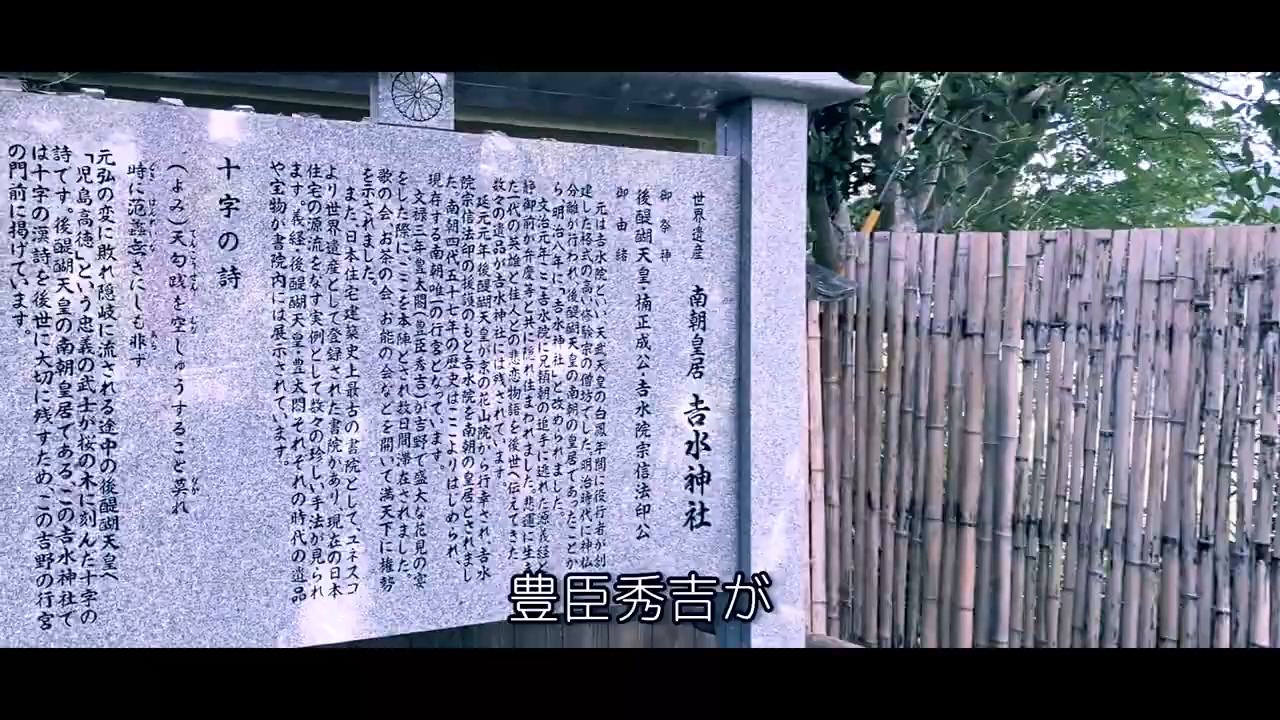 世界遺産 南朝皇居 吉水神社
御祭神
後醍醐天皇・楠正成公・吉水院宗信法印公
御由緒
元は吉水院といい、天武天皇の白鳳年間に役行者が創
建した格式の高い修験宗の僧坊でした。明治時代に神仏
分離が行われ、後醍醐天皇の南朝の皇居であったことか
ら、明治八年に「吉水神社」と改められました。
文治元年、ここ吉水院に兄頼朝の追手に逃れた源義経と
静御前が弁慶等と共に隠れ住まわれました。悲運に生き
た一代の英雄と佳人との悲恋物語を後世へ伝えてきた
数々の遺品が吉水神社には残されています。
延元元年後醍醐天皇が京の花山院から行幸され、吉水
院宗信法印の援護のもと吉水院を南朝の皇居とされまし
た。南朝四代五十七年の歴史はここよりはじめられ、
現存する南朝唯一の行宮となっています。
文禄三年豊太閤(豊臣秀吉)が吉野で盛大な花見の宴
をした際に、ここを本陣とされ数日間滞在されました。
歌の会、お茶の会、お能の会などを開いて満天下に権勢
を示されました。
また、日本住宅建築史上最古の書院として、ユネスコ
より世界遺産として登録された書院があり、現在の日本
住宅の源流をなす実例として数々の珍しい手法が見られ
ます。義経・後醍醐天皇・豊太閤それぞれの時代の遺品
や宝物が書院内には展示されています。
十字の詩
(よみ)天勾践を空しゅうすること莫れ
時に范蠡無きにしも非ず
元弘の変に敗れ隠岐に流される途中の後醍醐天皇へ
「児島高徳」という忠義の武士が桜の木に刻んだ十字の
詩です。後醍醐天皇の南朝皇居である、この吉水神社で
は十字の漢詩を後世に大切に残すため、この吉野の行宮
の門前に掲げています。
豊臣秀吉が